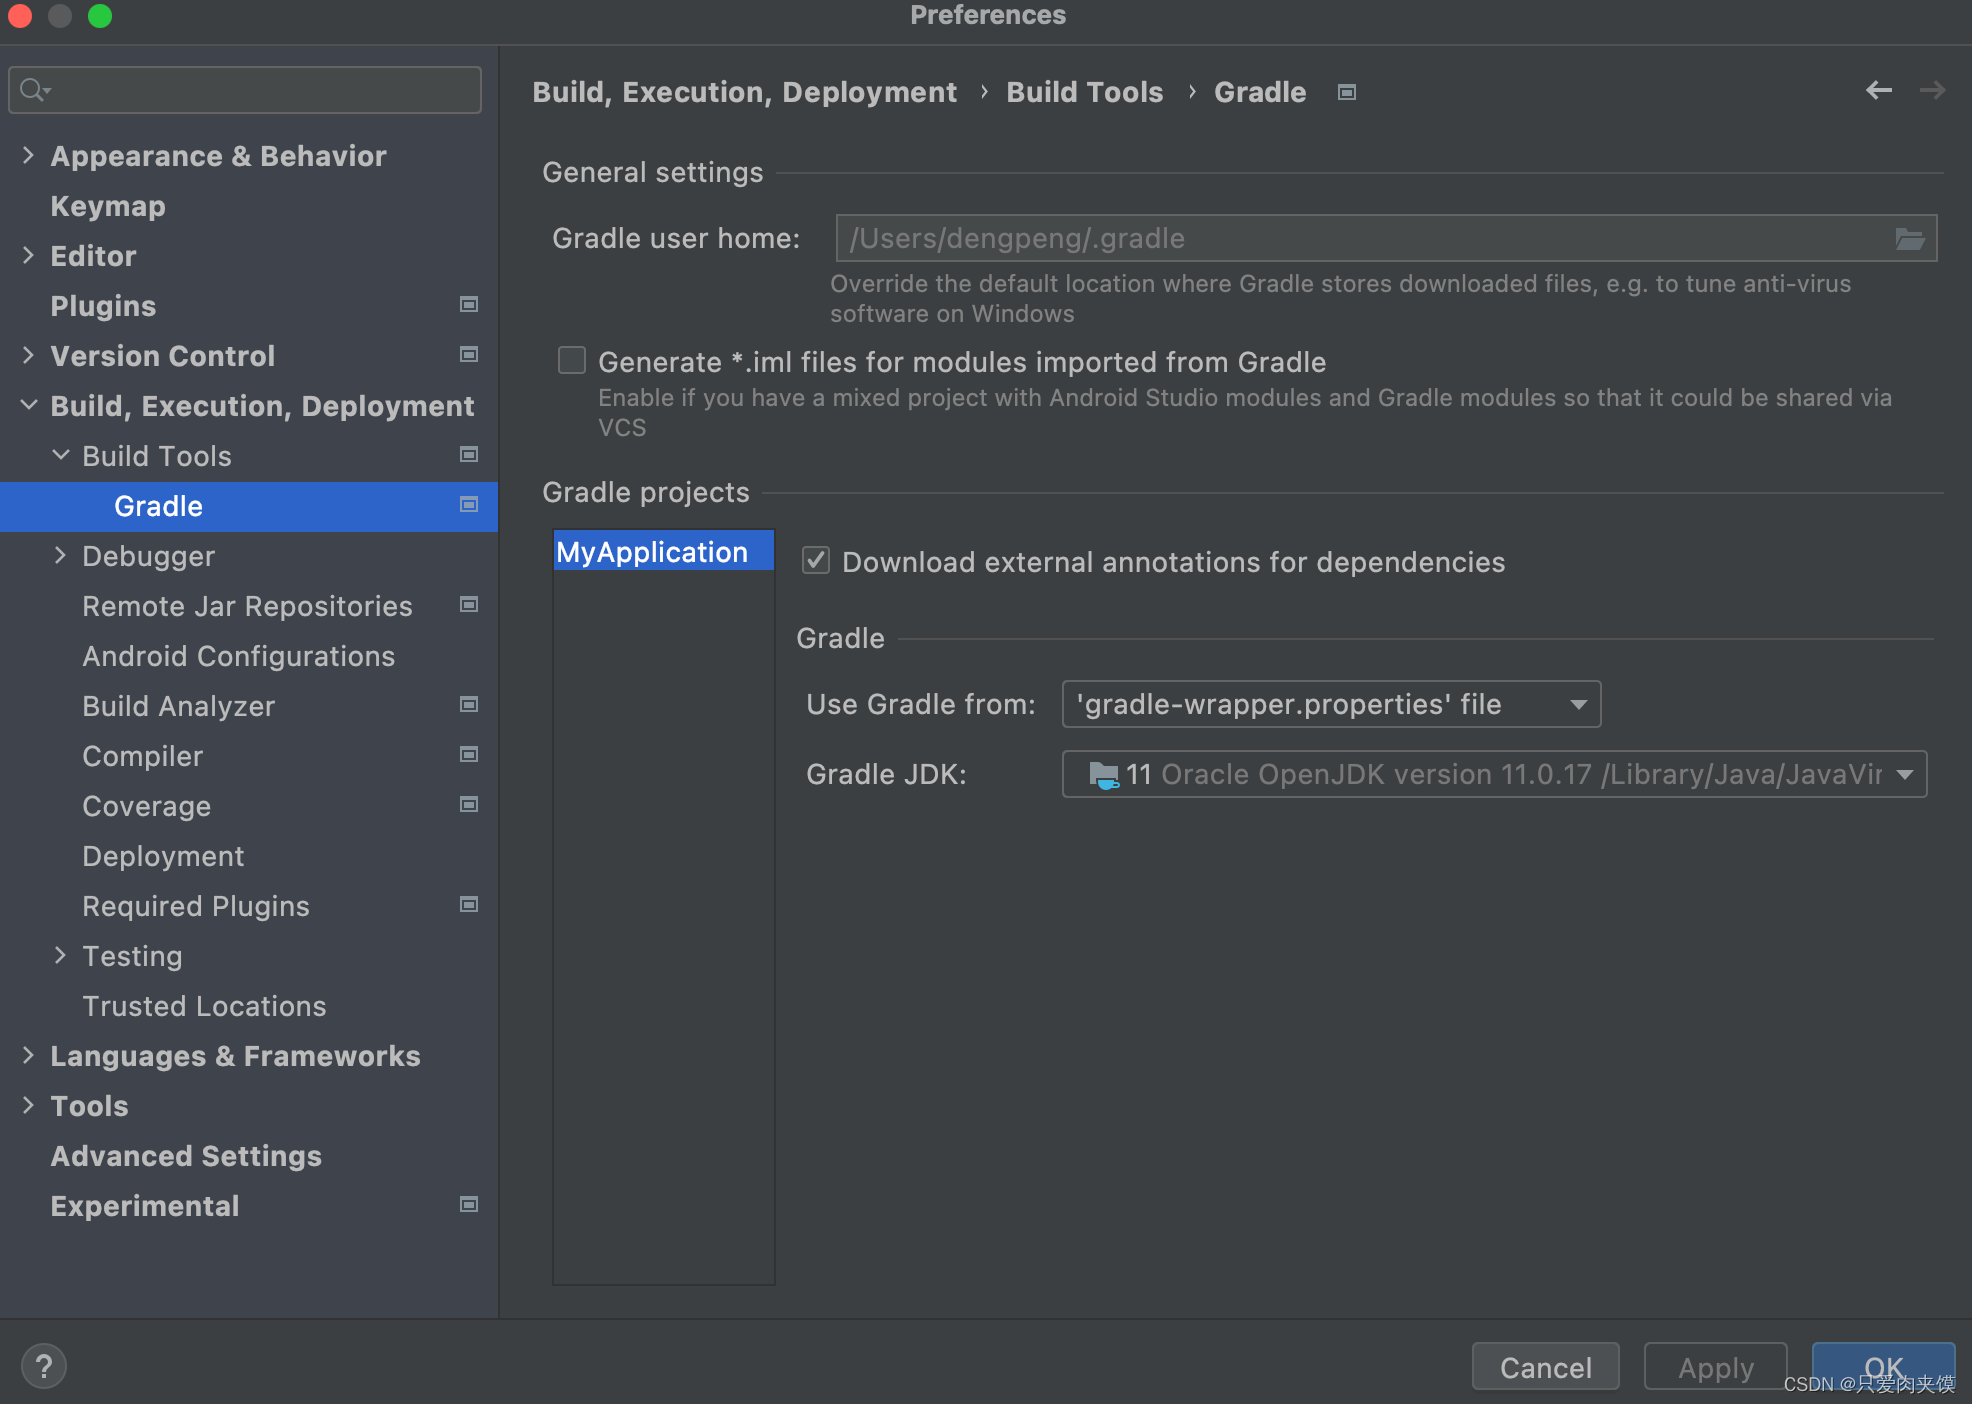 Preferences
Build, Execution, Deployment › Build Tools › Gradle
Appearance & Behavior
Keymap
Editor
Plugins
Version Control
Build, Execution, Deployment
Build Tools
Gradle
Debugger
Remote Jar Repositories
Android Configurations
Build Analyzer
Compiler
Coverage
Deployment
Required Plugins
Testing
Trusted Locations
Languages & Frameworks
Tools
Advanced Settings
Experimental
General settings
Gradle user home: /Users/dengpeng/.gradle
Override the default location where Gradle stores downloaded files, e.g. to tune anti-virus
software on Windows
Generate *.iml files for modules imported from Gradle
Enable if you have a mixed project with Android Studio modules and Gradle modules so that it could be shared via
VCS
Gradle projects
MyApplication
Download external annotations for dependencies
Gradle
Use Gradle from: 'gradle-wrapper.properties' file
Gradle JDK: 11 Oracle OpenJDK version 11.0.17 /Library/Java/JavaVir
?
Cancel
Apply
OK
CSDN @只爱肉夹馍